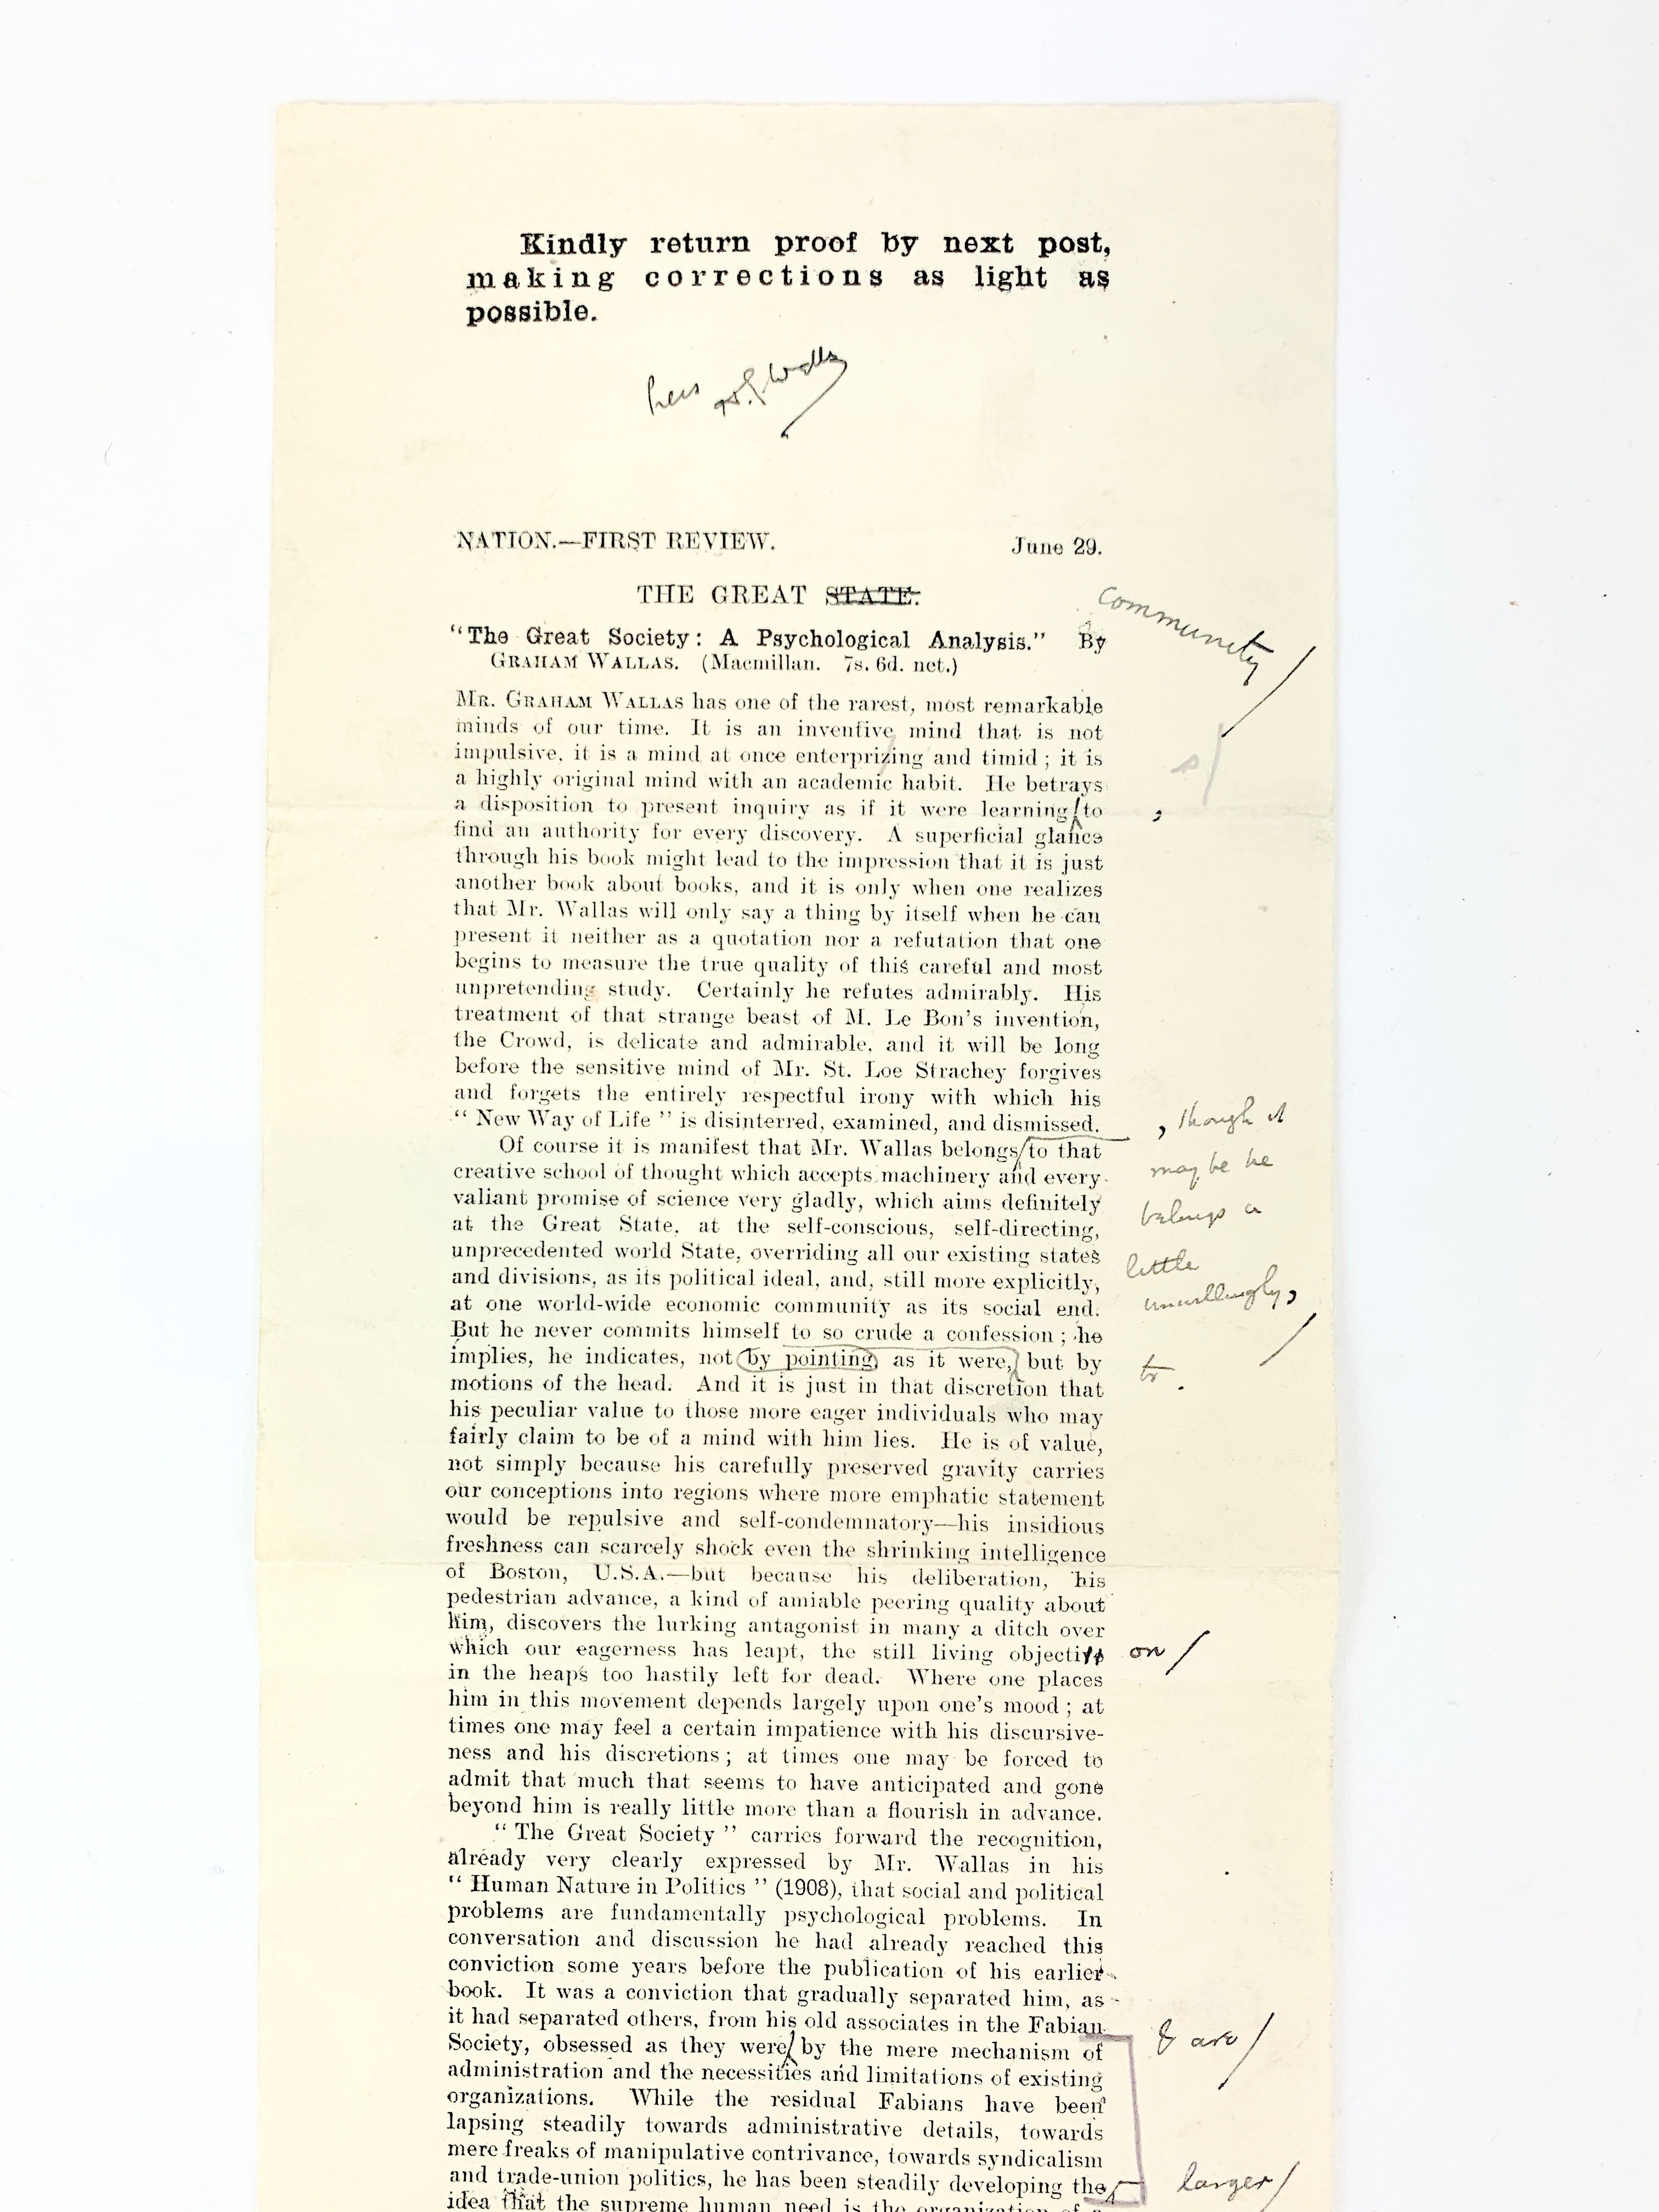 Kindly return proof by next post,
making corrections as light as
possible.
NATION.—FIRST REVIEW. June 29.
THE GREAT STATE.
community
"The Great Society: A Psychological Analysis." By
GRAHAM WALLAS. (Macmillan. 7s. 6d. net.)
MR. GRAHAM WALLAS has one of the rarest, most remarkable
minds of our time. It is an inventive mind that is not
impulsive, it is a mind at once enterprizing and timid; it is
s/
a highly original mind with an academic habit. He betrays
a disposition to present inquiry as if it were learning to
,
find an authority for every discovery. A superficial glance
through his book might lead to the impression that it is just
another book about books, and it is only when one realizes
that Mr. Wallas will only say a thing by itself when he can
present it neither as a quotation nor a refutation that one
begins to measure the true quality of this careful and most
unpretending study. Certainly he refutes admirably. His
treatment of that strange beast of M. Le Bon's invention,
the Crowd, is delicate and admirable, and it will be long
before the sensitive mind of Mr. St. Loe Strachey forgives
and forgets the entirely respectful irony with which his
"New Way of Life" is disinterred, examined, and dismissed.
, though it
may be he
belongs a
little
unwillingly,
Of course it is manifest that Mr. Wallas belongs to that
creative school of thought which accepts machinery and every
valiant promise of science very gladly, which aims definitely
at the Great State, at the self-conscious, self-directing,
unprecedented world State, overriding all our existing states
and divisions, as its political ideal, and, still more explicitly,
at one world-wide economic community as its social end.
But he never commits himself to so crude a confession; he
implies, he indicates, not by pointing, as it were, but by
tr.
motions of the head. And it is just in that discretion that
his peculiar value to those more eager individuals who may
fairly claim to be of a mind with him lies. He is of value,
not simply because his carefully preserved gravity carries
our conceptions into regions where more emphatic statement
would be repulsive and self-condemnatory—his insidious
freshness can scarcely shock even the shrinking intelligence
of Boston, U.S.A.—but because his deliberation, his
pedestrian advance, a kind of amiable peering quality about
him, discovers the lurking antagonist in many a ditch over
which our eagerness has leapt, the still living objective
on/
in the heaps too hastily left for dead. Where one places
him in this movement depends largely upon one's mood; at
times one may feel a certain impatience with his discursive-
ness and his discretions; at times one may be forced to
admit that much that seems to have anticipated and gone
beyond him is really little more than a flourish in advance.
"The Great Society" carries forward the recognition,
already very clearly expressed by Mr. Wallas in his
"Human Nature in Politics" (1908), that social and political
problems are fundamentally psychological problems. In
conversation and discussion he had already reached this
conviction some years before the publication of his earlier
book. It was a conviction that gradually separated him, as
it had separated others, from his old associates in the Fabian
Society, obsessed as they were by the mere mechanism of
& are/
administration and the necessities and limitations of existing
organizations. While the residual Fabians have been
lapsing steadily towards administrative details, towards
mere freaks of manipulative contrivance, towards syndicalism
and trade-union politics, he has been steadily developing the
larger/
idea that the supreme human need is the organization of a